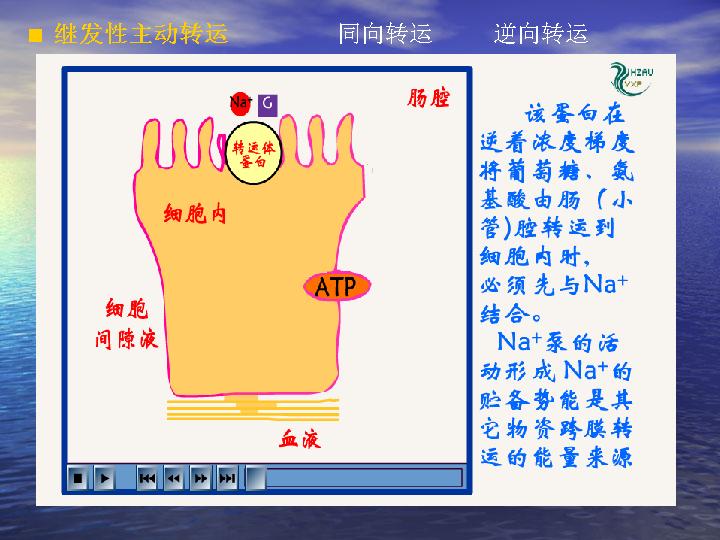 继发性主动转运 同向转运 逆向转运
JHZAU
VXP
Na⁺ G
肠腔
转运体
蛋白
细胞内
ATP
细胞
间隙液
血液
该蛋白在
逆着浓度梯度
将葡萄糖、氨
基酸由肠（小
管)腔转运到
细胞内时，
必须先与Na⁺
结合。
Na⁺泵的活
动形成 Na⁺的
贮备势能是其
它物资跨膜转
运的能量来源